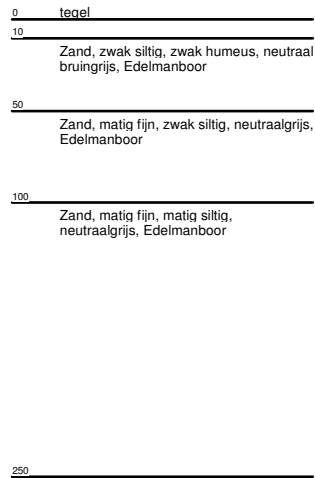 0 tegel
10
Zand, zwak siltig, zwak humeus, neutraal
bruingrijs, Edelmanboor
50
Zand, matig fijn, zwak siltig, neutraalgrijs,
Edelmanboor
100
Zand, matig fijn, matig siltig,
neutraalgrijs, Edelmanboor
250